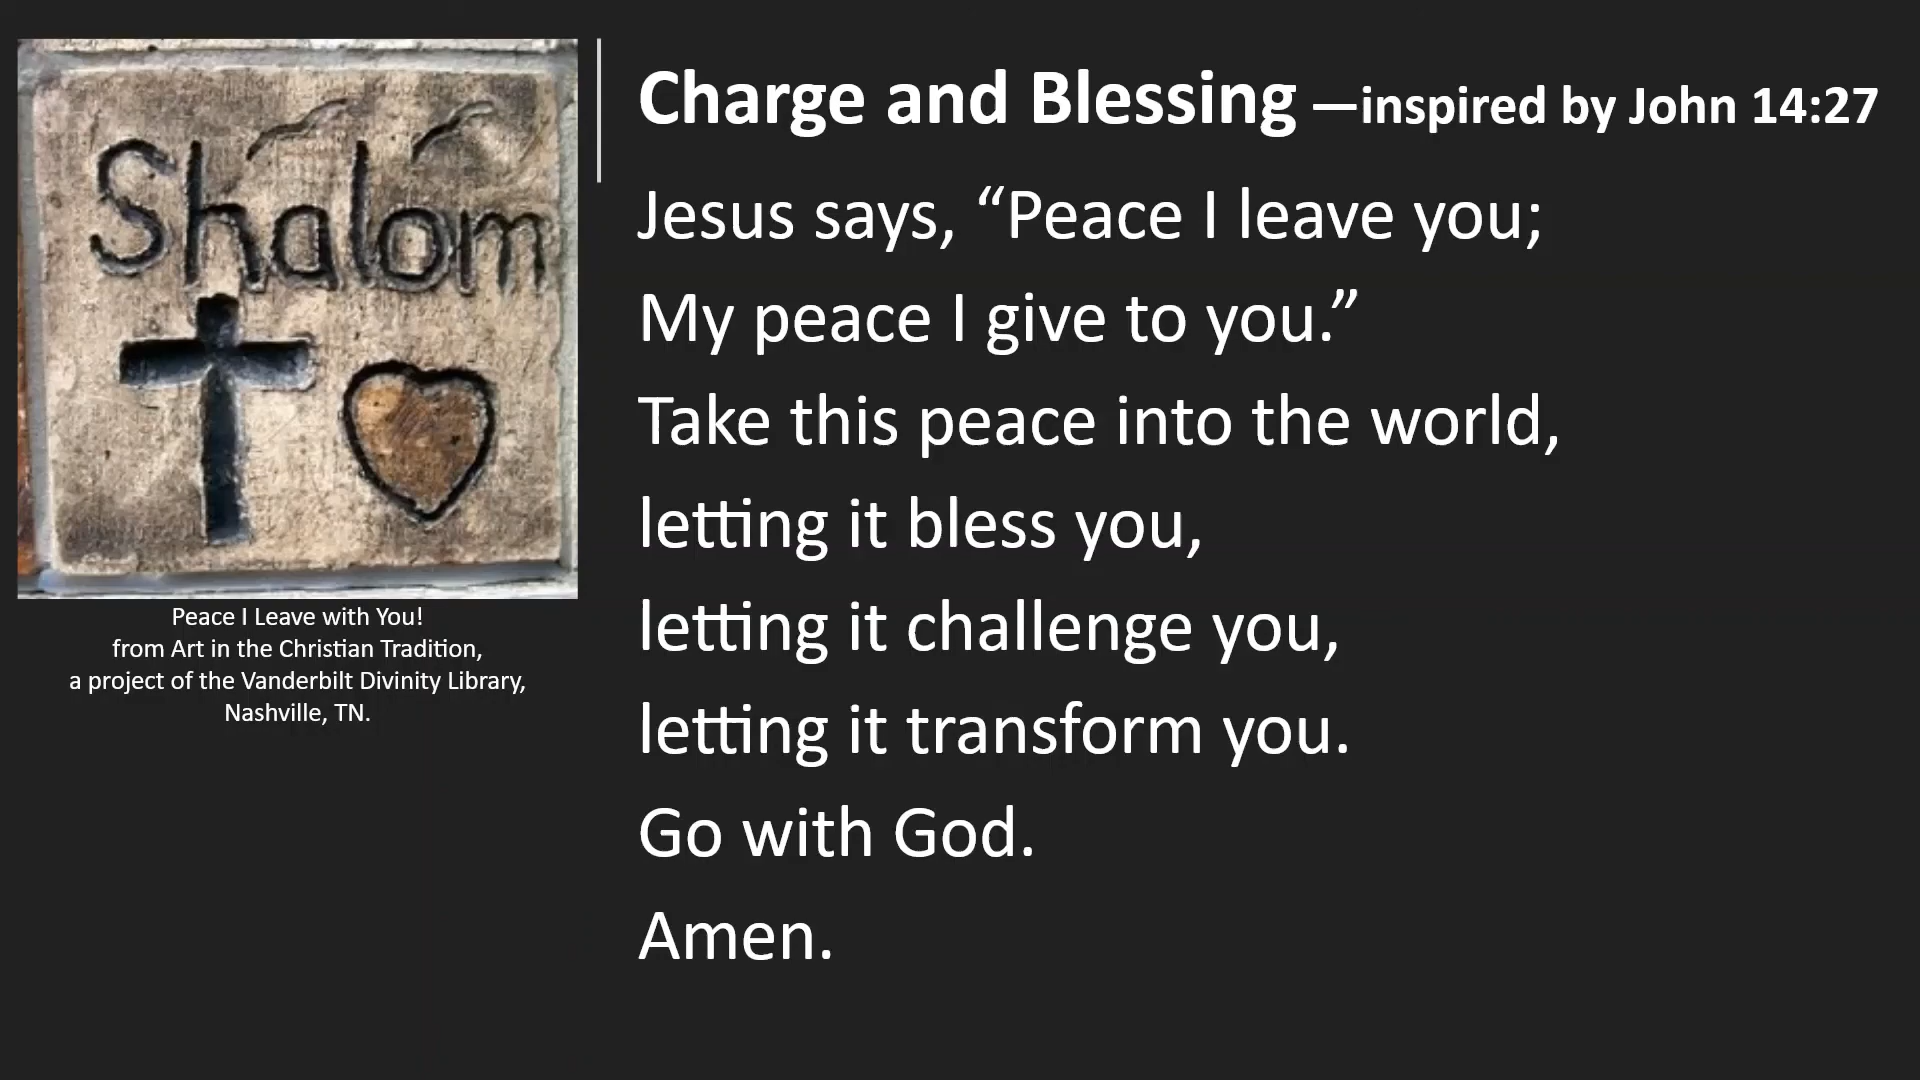 Shalom
Peace I Leave with You!
from Art in the Christian Tradition,
a project of the Vanderbilt Divinity Library,
Nashville, TN.
Charge and Blessing —inspired by John 14:27
Jesus says, “Peace I leave you;
My peace I give to you.”
Take this peace into the world,
letting it bless you,
letting it challenge you,
letting it transform you.
Go with God.
Amen.